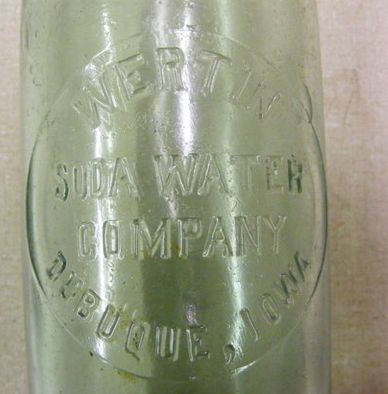 WERTIN
SODA WATER
COMPANY
DUBUQUE, IOWA